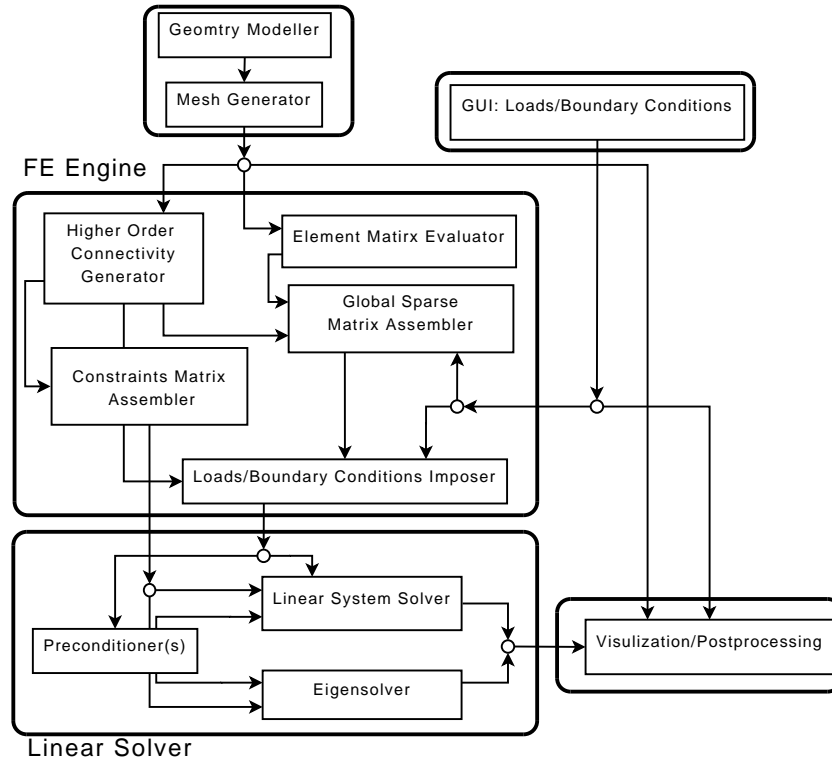 Geomtry Modeller
Mesh Generator
GUI: Loads/Boundary Conditions
FE Engine
Higher Order
Connectivity
Generator
Element Matirx Evaluator
Global Sparse
Matrix Assembler
Constraints Matrix
Assembler
Loads/Boundary Conditions Imposer
Linear System Solver
Preconditioner(s)
Visulization/Postprocessing
Eigensolver
Linear Solver